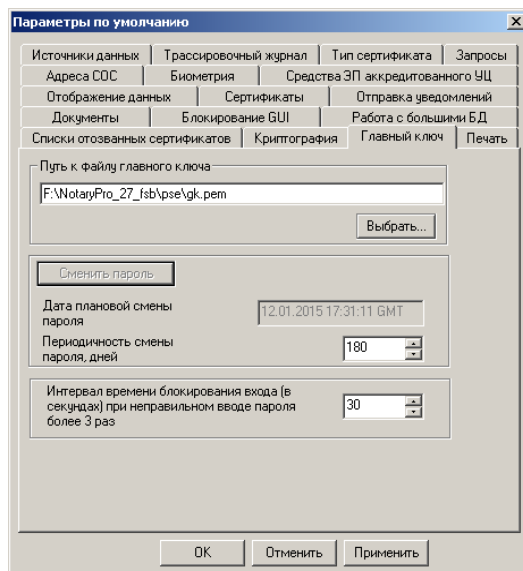 Параметры по умолчанию
Источники данных Трассировочный журнал Тип сертификата Запросы
Адреса СОС Биометрия Средства ЭП аккредитованного УЦ
Отображение данных Сертификаты Отправка уведомлений
Документы Блокирование GUI Работа с большими БД
Списки отозванных сертификатов Криптография Главный ключ Печать
Путь к файлу главного ключа
F:\NotaryPro_27_fsb\pse\gk.pem
Выбрать...
Сменить пароль
Дата плановой смены
пароля
12.01.2015 17:31:11 GMT
Периодичность смены
пароля, дней
180
Интервал времени блокирования входа (в
секундах) при неправильном вводе пароля
более 3 раз
30
OK Отменить Применить